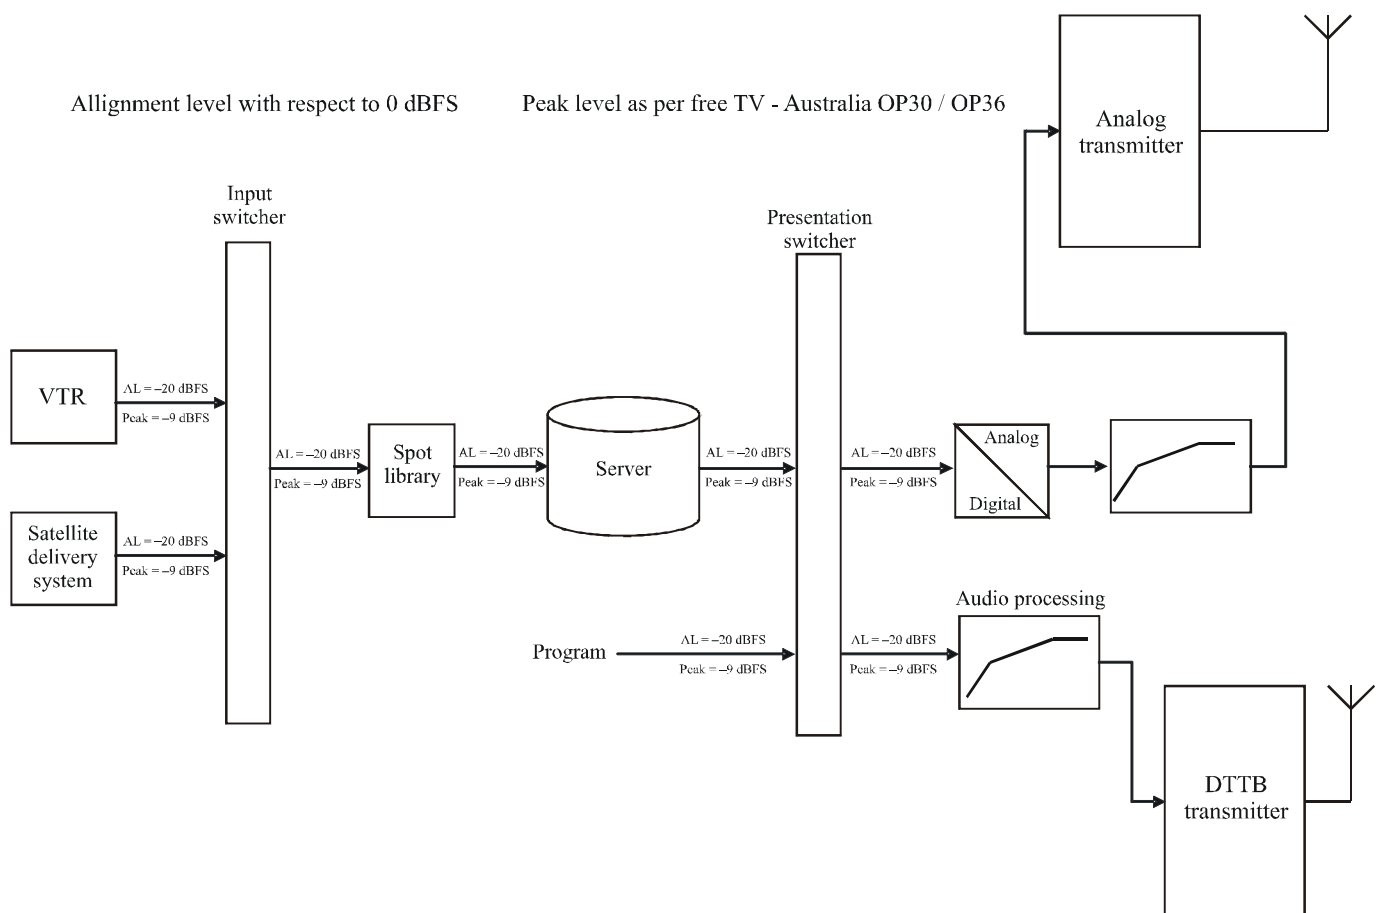 Allignment level with respect to 0 dBFS
Peak level as per free TV - Australia OP30 / OP36
Analog
transmitter
Input
switcher
Presentation
switcher
VTR
AL = –20 dBFS
Peak = –9 dBFS
AL = –20 dBFS
Peak = –9 dBFS
Spot
library
AL = –20 dBFS
Peak = –9 dBFS
Server
AL = –20 dBFS
Peak = –9 dBFS
AL = –20 dBFS
Peak = –9 dBFS
Analog
Digital
Satellite
delivery
system
AL = –20 dBFS
Peak = –9 dBFS
Program
AL = –20 dBFS
Peak = –9 dBFS
AL = –20 dBFS
Peak = –9 dBFS
Audio processing
DTTB
transmitter